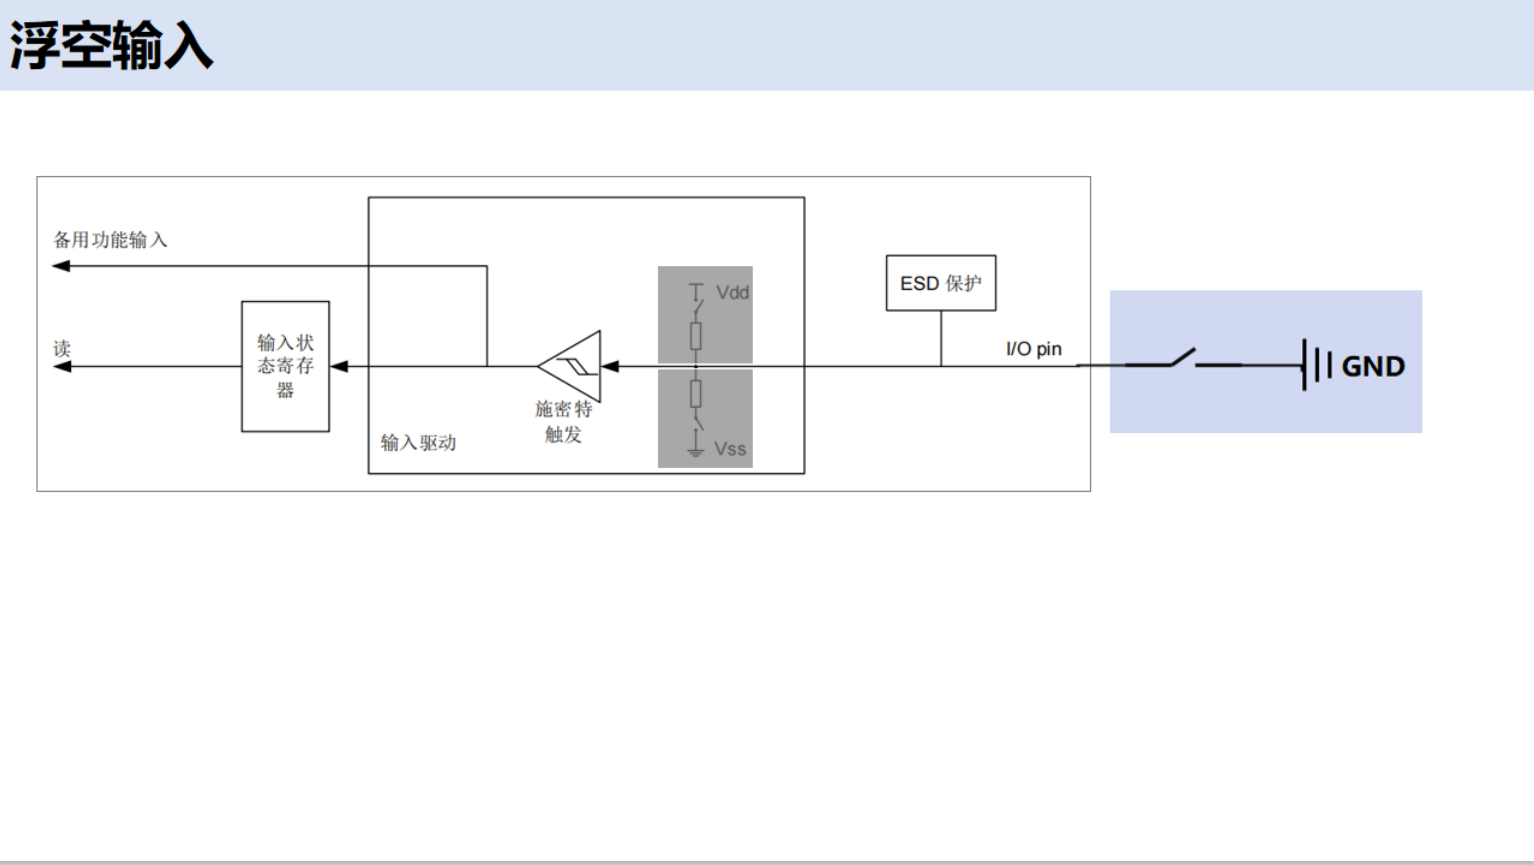 浮空输入
备用功能输入
读
输入状
态寄存
器
输入驱动
施密特
触发
Vdd
Vss
ESD 保护
I/O pin
GND